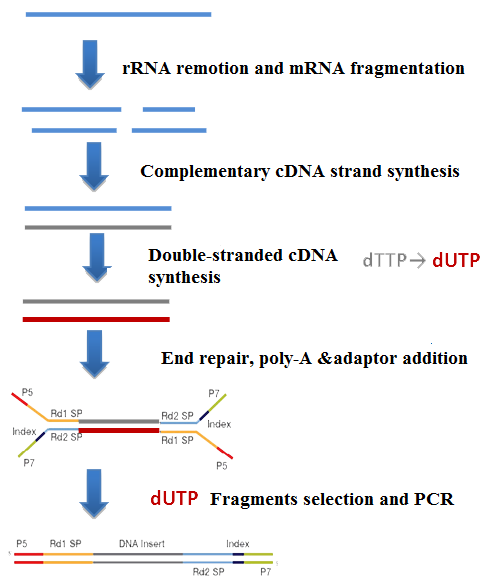 rRNA remotion and mRNA fragmentation
Complementary cDNA strand synthesis
Double-stranded cDNA
synthesis
dTTP → dUTP
End repair, poly-A &adaptor addition
P5
P7
Rd1 SP
Rd2 SP
Index
Index
Rd2 SP
Rd1 SP
P7
P5
dUTP Fragments selection and PCR
P5
Rd1 SP
DNA Insert
Index
Rd2 SP
P7